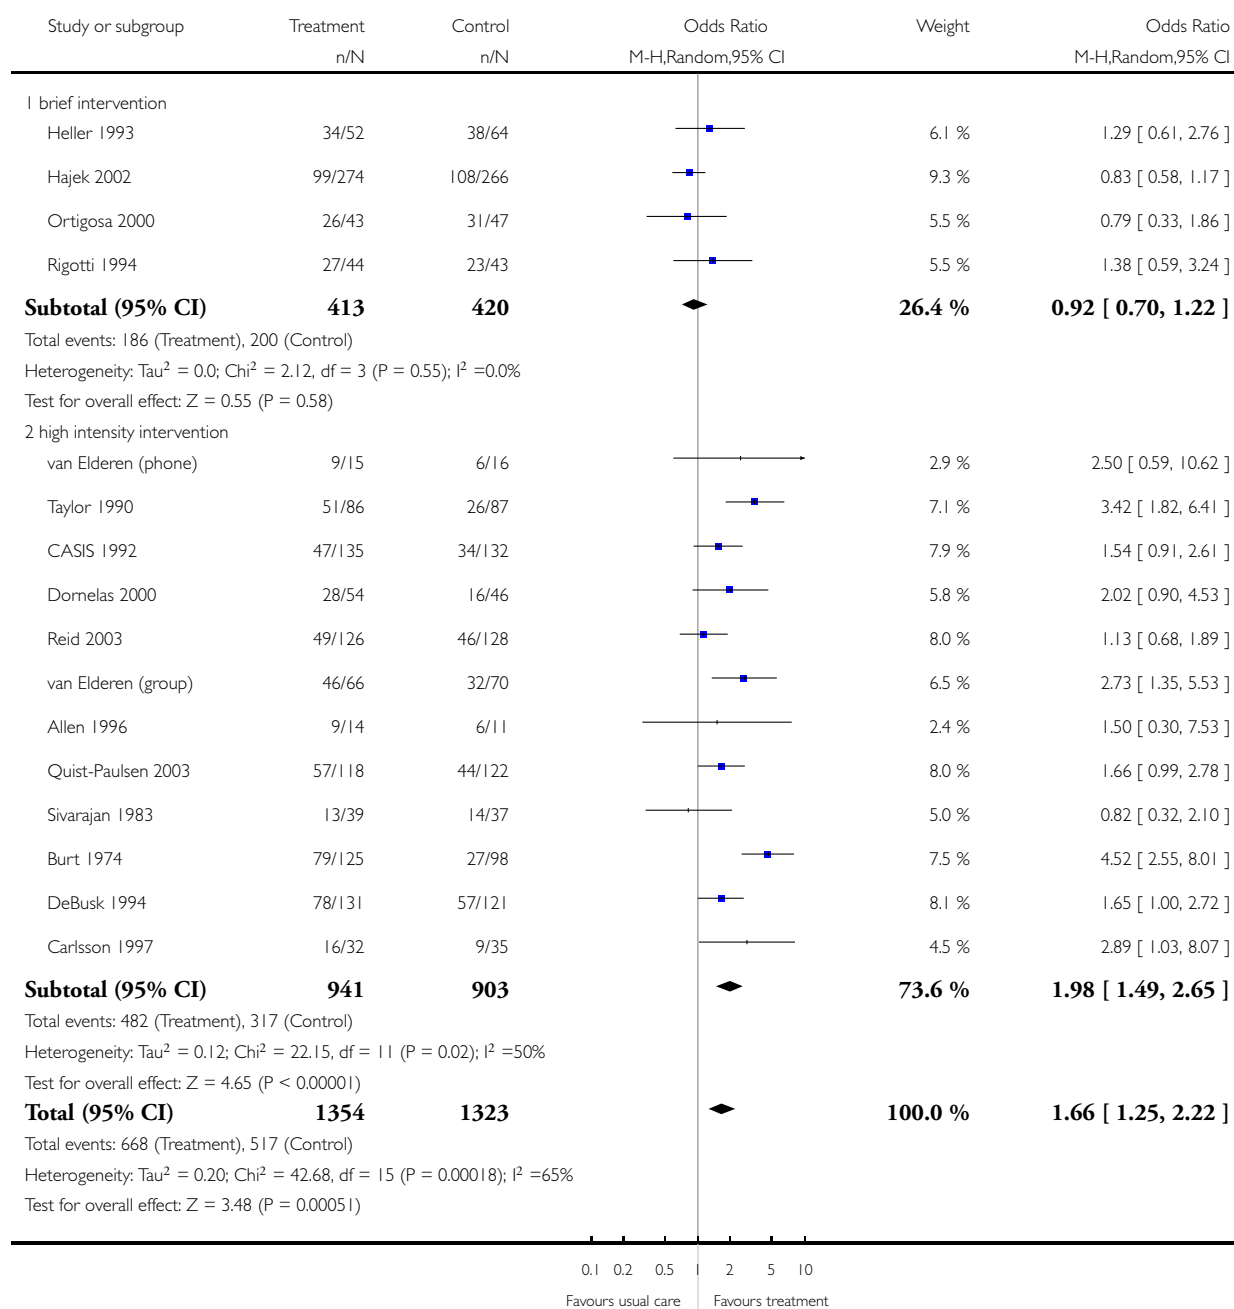 Study or subgroup Treatment Control Odds Ratio Weight Odds Ratio
n/N n/N M-H,Random,95% CI M-H,Random,95% CI
1 brief intervention
Heller 1993 34/52 38/64 6.1 % 1.29 [ 0.61, 2.76 ]
Hajek 2002 99/274 108/266 9.3 % 0.83 [ 0.58, 1.17 ]
Ortigosa 2000 26/43 31/47 5.5 % 0.79 [ 0.33, 1.86 ]
Rigotti 1994 27/44 23/43 5.5 % 1.38 [ 0.59, 3.24 ]
Subtotal (95% CI) 413 420 26.4 % 0.92 [ 0.70, 1.22 ]
Total events: 186 (Treatment), 200 (Control)
Heterogeneity: Tau² = 0.0; Chi² = 2.12, df = 3 (P = 0.55); I² =0.0%
Test for overall effect: Z = 0.55 (P = 0.58)
2 high intensity intervention
van Elderen (phone) 9/15 6/16 2.9 % 2.50 [ 0.59, 10.62 ]
Taylor 1990 51/86 26/87 7.1 % 3.42 [ 1.82, 6.41 ]
CASIS 1992 47/135 34/132 7.9 % 1.54 [ 0.91, 2.61 ]
Dornelas 2000 28/54 16/46 5.8 % 2.02 [ 0.90, 4.53 ]
Reid 2003 49/126 46/128 8.0 % 1.13 [ 0.68, 1.89 ]
van Elderen (group) 46/66 32/70 6.5 % 2.73 [ 1.35, 5.53 ]
Allen 1996 9/14 6/11 2.4 % 1.50 [ 0.30, 7.53 ]
Quist-Paulsen 2003 57/118 44/122 8.0 % 1.66 [ 0.99, 2.78 ]
Sivarajan 1983 13/39 14/37 5.0 % 0.82 [ 0.32, 2.10 ]
Burt 1974 79/125 27/98 7.5 % 4.52 [ 2.55, 8.01 ]
DeBusk 1994 78/131 57/121 8.1 % 1.65 [ 1.00, 2.72 ]
Carlsson 1997 16/32 9/35 4.5 % 2.89 [ 1.03, 8.07 ]
Subtotal (95% CI) 941 903 73.6 % 1.98 [ 1.49, 2.65 ]
Total events: 482 (Treatment), 317 (Control)
Heterogeneity: Tau² = 0.12; Chi² = 22.15, df = 11 (P = 0.02); I² =50%
Test for overall effect: Z = 4.65 (P < 0.00001)
Total (95% CI) 1354 1323 100.0 % 1.66 [ 1.25, 2.22 ]
Total events: 668 (Treatment), 517 (Control)
Heterogeneity: Tau² = 0.20; Chi² = 42.68, df = 15 (P = 0.00018); I² =65%
Test for overall effect: Z = 3.48 (P = 0.00051)
0.1 0.2 0.5 1 2 5 10
Favours usual care Favours treatment